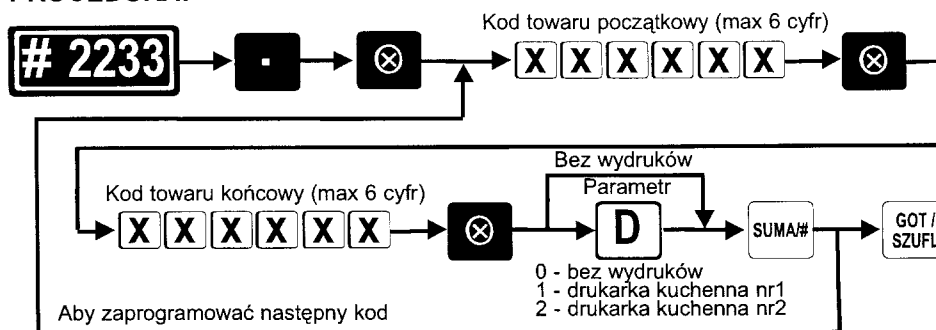 Kod towaru początkowy (max 6 cyfr)
# 2233 . ⊗ X X X X X X ⊗
Bez wydruków
Kod towaru końcowy (max 6 cyfr) Parametr
X X X X X X ⊗ D SUMA/# GOT /
SZUFL
0 - bez wydruków
1 - drukarka kuchenna nr1
2 - drukarka kuchenna nr2
Aby zaprogramować następny kod